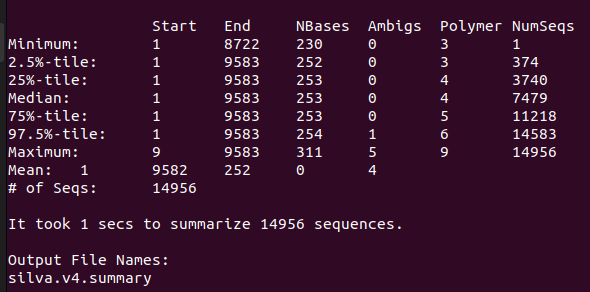 Start End NBases Ambigs Polymer NumSeqs
Minimum: 1 8722 230 0 3 1
2.5%-tile: 1 9583 252 0 3 374
25%-tile: 1 9583 253 0 4 3740
Median: 1 9583 253 0 4 7479
75%-tile: 1 9583 253 0 5 11218
97.5%-tile: 1 9583 254 1 6 14583
Maximum: 9 9583 311 5 9 14956
Mean: 1 9582 252 0 4
# of Seqs: 14956
It took 1 secs to summarize 14956 sequences.
Output File Names:
silva.v4.summary